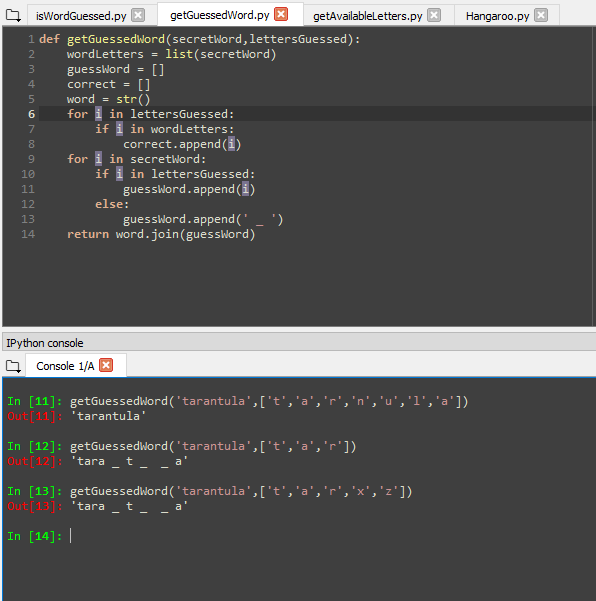 isWordGuessed.py getGuessedWord.py getAvailableLetters.py Hangaroo.py
1 def getGuessedWord(secretWord,lettersGuessed):
2     wordLetters = list(secretWord)
3     guessWord = []
4     correct = []
5     word = str()
6     for i in lettersGuessed:
7         if i in wordLetters:
8             correct.append(i)
9     for i in secretWord:
10         if i in lettersGuessed:
11             guessWord.append(i)
12         else:
13             guessWord.append(' _ ')
14     return word.join(guessWord)
IPython console
Console 1/A
In [11]: getGuessedWord('tarantula',['t','a','r','n','u','l','a'])
Out[11]: 'tarantula'
In [12]: getGuessedWord('tarantula',['t','a','r'])
Out[12]: 'tara _ t _  _ a'
In [13]: getGuessedWord('tarantula',['t','a','r','x','z'])
Out[13]: 'tara _ t _  _ a'
In [14]: